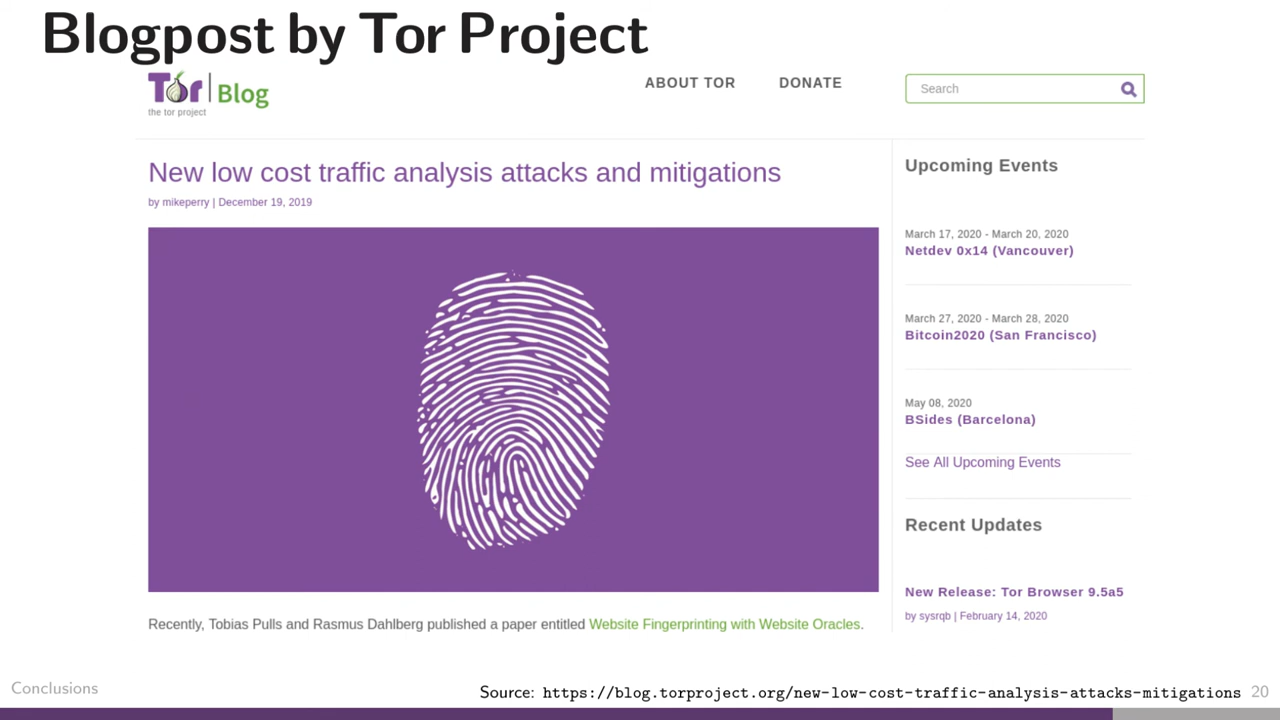 Blogpost by Tor Project
Tor Blog
the tor project
ABOUT TOR
DONATE
Search
New low cost traffic analysis attacks and mitigations
by mikeperry | December 19, 2019
Recently, Tobias Pulls and Rasmus Dahlberg published a paper entitled Website Fingerprinting with Website Oracles.
Upcoming Events
March 17, 2020 - March 20, 2020
Netdev 0x14 (Vancouver)
March 27, 2020 - March 28, 2020
Bitcoin2020 (San Francisco)
May 08, 2020
BSides (Barcelona)
See All Upcoming Events
Recent Updates
New Release: Tor Browser 9.5a5
by sysrqb | February 14, 2020
Conclusions
Source: https://blog.torproject.org/new-low-cost-traffic-analysis-attacks-mitigations
20